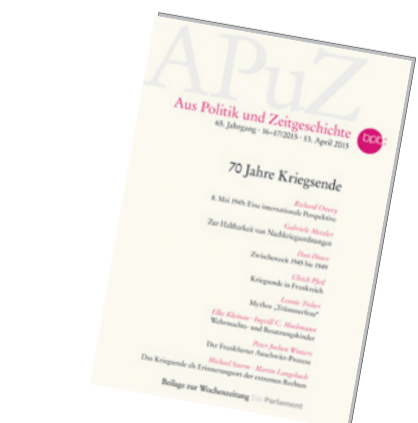 APuZ
Aus Politik und Zeitgeschichte
65. Jahrgang · 16–17/2015 · 13. April 2015
bpb:
70 Jahre Kriegsende
Richard Overy
8. Mai 1945: Eine internationale Perspektive
Gabriele Metzler
Zur Haltbarkeit von Nachkriegsordnungen
Dan Diner
Zwischenzeit 1945 bis 1949
Ulrich Pfeil
Kriegsende in Frankreich
Leonie Treber
Mythos „Trümmerfrau“
Elke Kleinau · Ingvill C. Mochmann
Wehrmachts- und Besatzungskinder
Peter Jochen Winters
Der Frankfurter Auschwitz-Prozess
Michael Sturm · Martin Langebach
Das Kriegsende als Erinnerungsort der extremen Rechten
Beilage zur Wochenzeitung Das Parlament